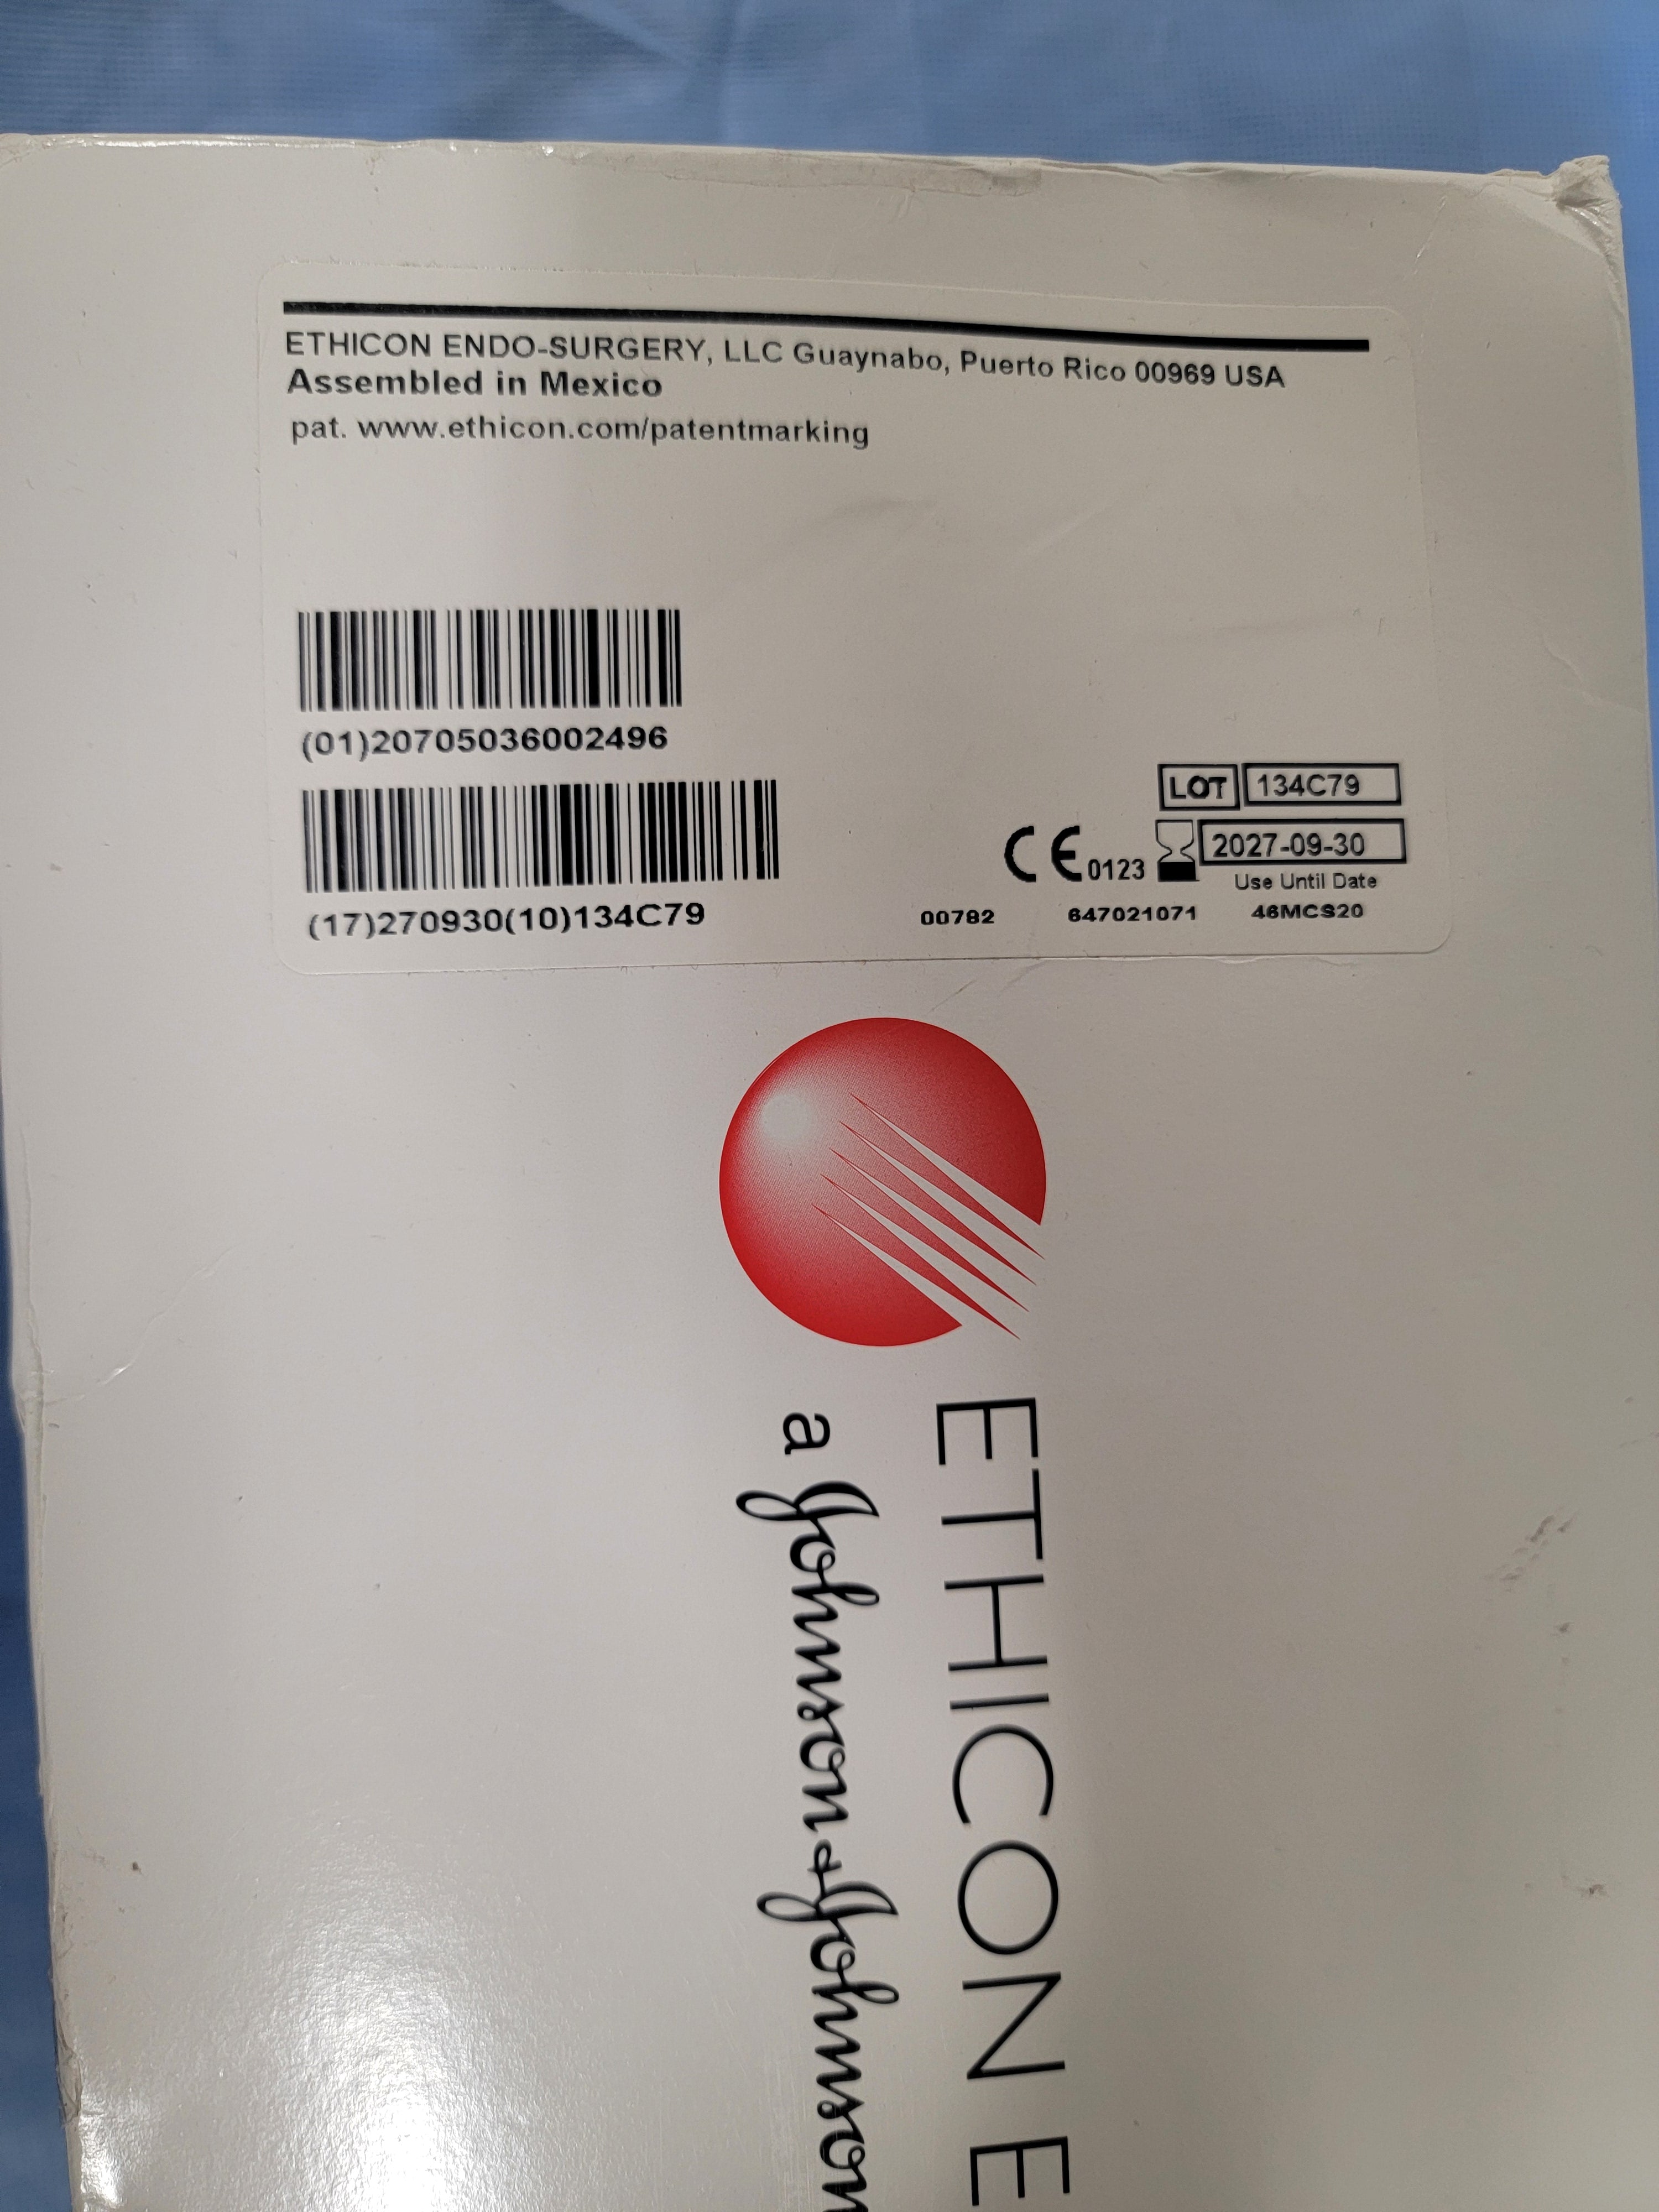 ETHICON ENDO-SURGERY, LLC Guaynabo, Puerto Rico 00969 USA
Assembled in Mexico
pat. www.ethicon.com/patentmarking
(01)20705036002496
LOT 134C79
CE 0123 2027-09-30
Use Until Date
(17)270930(10)134C79
00782 647021071 46MCS20
ETHICON E
a Johnson & Johnson